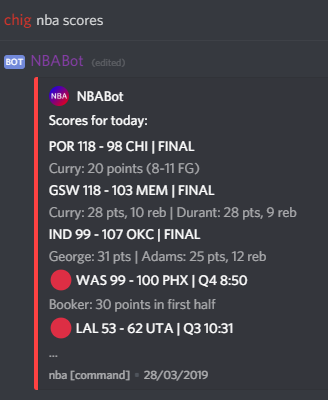 chig nba scores
BOT NBABot (edited)
NBA NBABot
Scores for today:
POR 118 - 98 CHI | FINAL
Curry: 20 points (8-11 FG)
GSW 118 - 103 MEM | FINAL
Curry: 28 pts, 10 reb | Durant: 28 pts, 9 reb
IND 99 - 107 OKC | FINAL
George: 31 pts | Adams: 25 pts, 12 reb
WAS 99 - 100 PHX | Q4 8:50
Booker: 30 points in first half
LAL 53 - 62 UTA | Q3 10:31
...
nba [command] • 28/03/2019